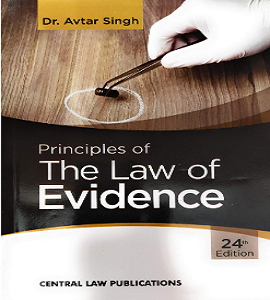 Dr. Avtar Singh
Principles of
The Law of
Evidence
24th
Edition
CENTRAL LAW PUBLICATIONS